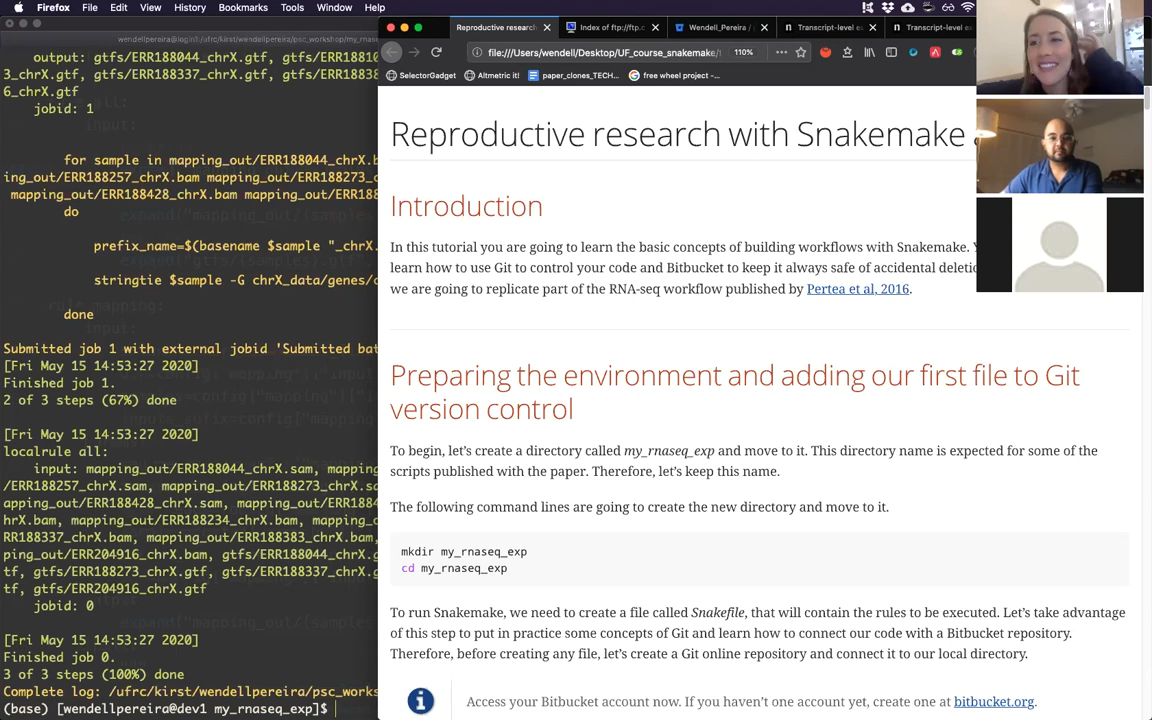 Firefox File Edit View History Bookmarks Tools Window Help
wendellpereira@login1:/ufrc/kirst/wendellpereira/psc_workshop/my_rnas
output: gtfs/ERR188044_chrX.gtf, gtfs/ERR18810
3_chrX.gtf, gtfs/ERR188337_chrX.gtf, gtfs/ERR18838
6_chrX.gtf
jobid: 1
for sample in mapping_out/ERR188044_chrX.b
ing_out/ERR188257_chrX.bam mapping_out/ERR188273_c
mapping_out/ERR188428_chrX.bam mapping_out/ERR188
do
prefix_name=$(basename $sample "_chrX.
stringtie $sample -G chrX_data/genes/c
done
Submitted job 1 with external jobid 'Submitted bat
[Fri May 15 14:53:27 2020]
Finished job 1.
2 of 3 steps (67%) done
[Fri May 15 14:53:27 2020]
localrule all:
input: mapping_out/ERR188044_chrX.sam, mapping
/ERR188257_chrX.sam, mapping_out/ERR188273_chrX.sa
apping_out/ERR188428_chrX.sam, mapping_out/ERR1884
hrX.bam, mapping_out/ERR188234_chrX.bam, mapping_o
RR188337_chrX.bam, mapping_out/ERR188383_chrX.bam,
ping_out/ERR204916_chrX.bam, gtfs/ERR188044_chrX.g
tf, gtfs/ERR188273_chrX.gtf, gtfs/ERR188337_chrX.g
tf, gtfs/ERR204916_chrX.gtf
jobid: 0
[Fri May 15 14:53:27 2020]
Finished job 0.
3 of 3 steps (100%) done
Complete log: /ufrc/kirst/wendellpereira/psc_works
(base) [wendellpereira@dev1 my_rnaseq_exp]$
Reproductive research Index of ftp://ftp.c Wendell_Pereira / my Transcript-level ex Transcript-level ex
file:///Users/wendell/Desktop/UF_course_snakemake/ 110%
SelectorGadget Altmetric it! paper_clones_TECH... free wheel project -...
Reproductive research with Snakemake
Introduction
In this tutorial you are going to learn the basic concepts of building workflows with Snakemake.
learn how to use Git to control your code and Bitbucket to keep it always safe of accidental deletio
we are going to replicate part of the RNA-seq workflow published by Pertea et al, 2016.
Preparing the environment and adding our first file to Git
version control
To begin, let's create a directory called my_rnaseq_exp and move to it. This directory name is expected for some of the
scripts published with the paper. Therefore, let's keep this name.
The following command lines are going to create the new directory and move to it.
mkdir my_rnaseq_exp
cd my_rnaseq_exp
To run Snakemake, we need to create a file called Snakefile, that will contain the rules to be executed. Let's take advantage
of this step to put in practice some concepts of Git and learn how to connect our code with a Bitbucket repository.
Therefore, before creating any file, let's create a Git online repository and connect it to our local directory.
Access your Bitbucket account now. If you haven't one account yet, create one at bitbucket.org.